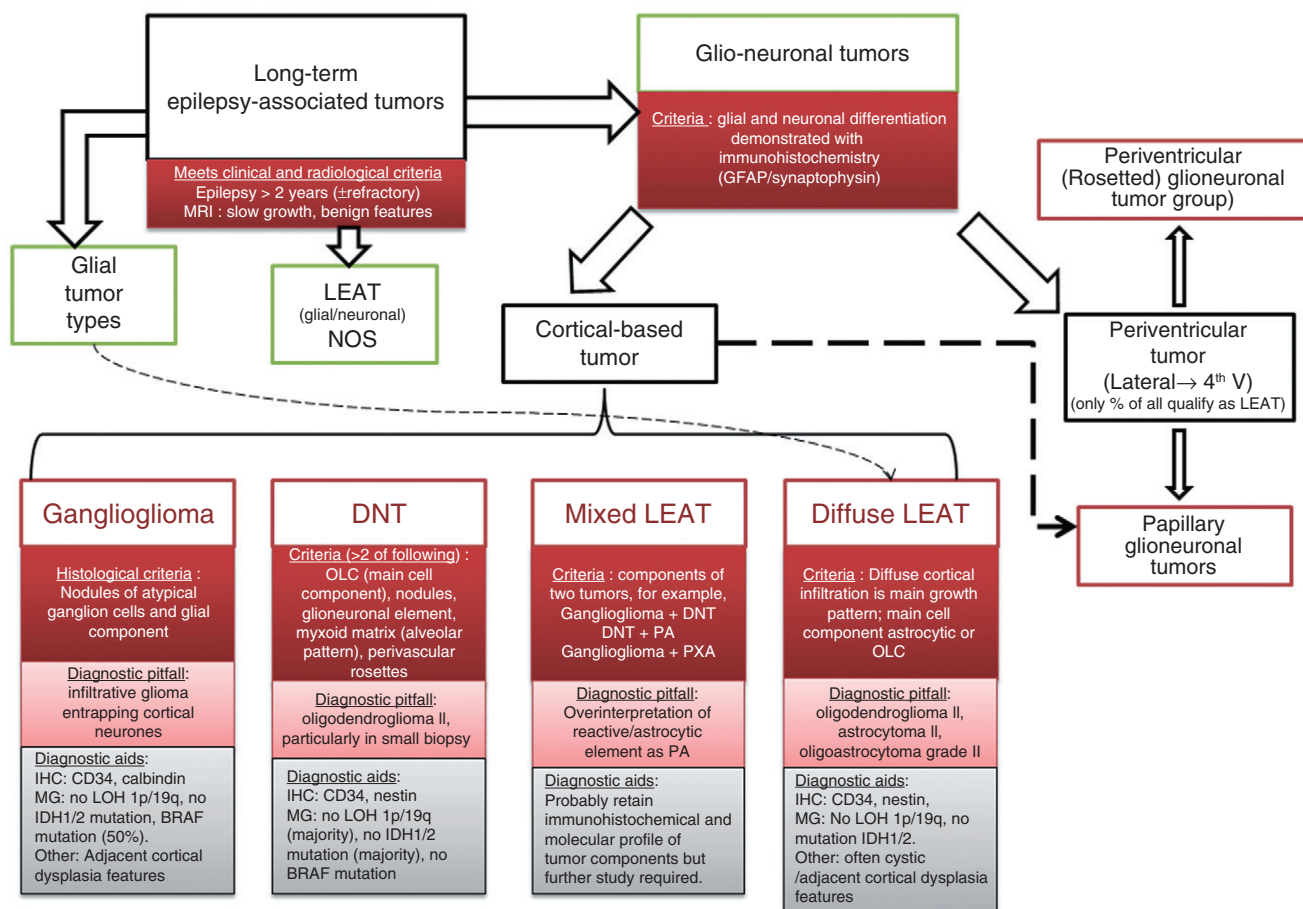 Long-term
epilepsy-associated tumors
Meets clinical and radiological criteria
Epilepsy > 2 years (±refractory)
MRI : slow growth, benign features
Glio-neuronal tumors
Criteria : glial and neuronal differentiation
demonstrated with
immunohistochemistry
(GFAP/synaptophysin)
Periventricular
(Rosetted) glioneuronal
tumor group)
Glial
tumor
types
LEAT
(glial/neuronal)
NOS
Cortical-based
tumor
Periventricular
tumor
(Lateral→ 4th V)
(only % of all qualify as LEAT)
Papillary
glioneuronal
tumors
Ganglioglioma
Histological criteria :
Nodules of atypical
ganglion cells and glial
component
Diagnostic pitfall:
infiltrative glioma
entrapping cortical
neurones
Diagnostic aids:
IHC: CD34, calbindin
MG: no LOH 1p/19q, no
IDH1/2 mutation, BRAF
mutation (50%).
Other: Adjacent cortical
dysplasia features
DNT
Criteria (>2 of following) :
OLC (main cell
component), nodules,
glioneuronal element,
myxoid matrix (alveolar
pattern), perivascular
rosettes
Diagnostic pitfall:
oligodendroglioma II,
particularly in small biopsy
Diagnostic aids:
IHC: CD34, nestin
MG: no LOH 1p/19q
(majority), no IDH1/2
mutation (majority), no
BRAF mutation
Mixed LEAT
Criteria : components of
two tumors, for example,
Ganglioglioma + DNT
DNT + PA
Ganglioglioma + PXA
Diagnostic pitfall:
Overinterpretation of
reactive/astrocytic
element as PA
Diagnostic aids:
Probably retain
immunohistochemical and
molecular profile of
tumor components but
further study required.
Diffuse LEAT
Criteria : Diffuse cortical
infiltration is main growth
pattern; main cell
component astrocytic or
OLC
Diagnostic pitfall:
oligodendroglioma II,
astrocytoma II,
oligoastrocytoma grade II
Diagnostic aids:
IHC: CD34, nestin,
MG: No LOH 1p/19q, no
mutation IDH1/2.
Other: often cystic
/adjacent cortical dysplasia
features